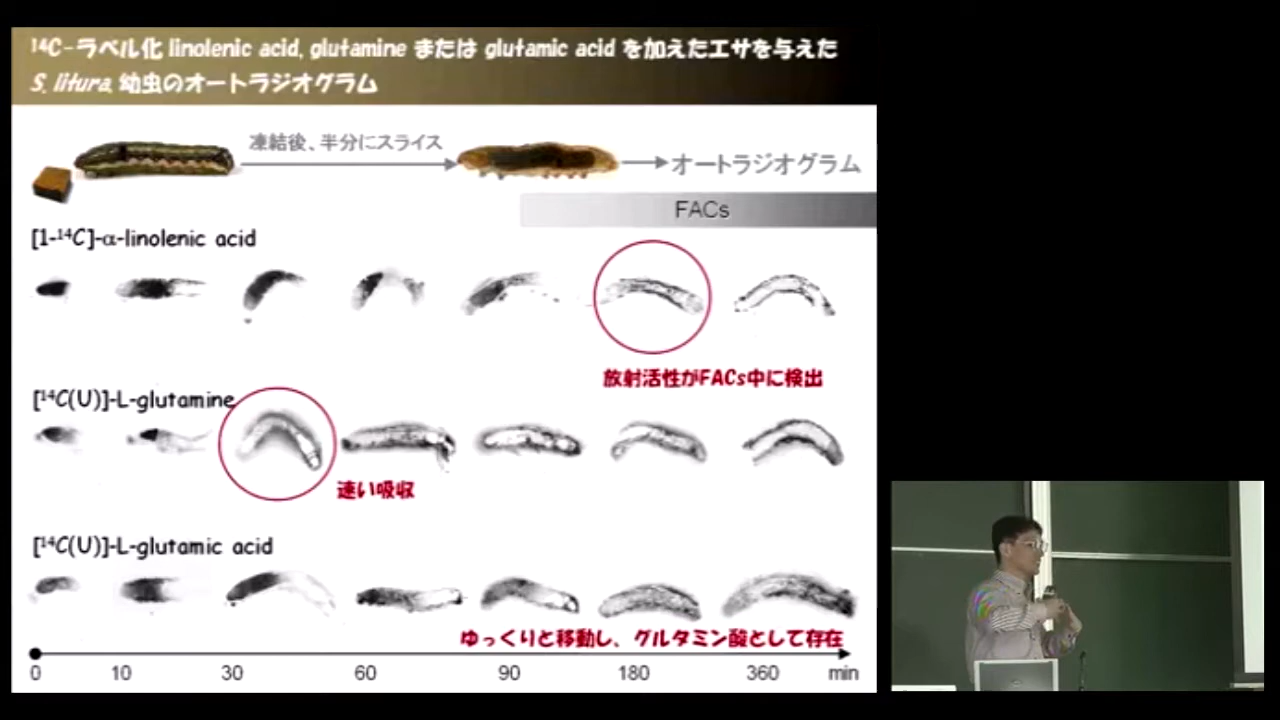 ¹⁴C-ラベル化 linolenic acid, glutamine または glutamic acid を加えたエサを与えた
S. litura 幼虫のオートラジオグラム
凍結後、半分にスライス
オートラジオグラム
FACs
[1-¹⁴C]-α-linolenic acid
放射活性がFACs中に検出
[¹⁴C(U)]-L-glutamine
速い吸収
[¹⁴C(U)]-L-glutamic acid
ゆっくりと移動し、グルタミン酸として存在
0 10 30 60 90 180 360 min